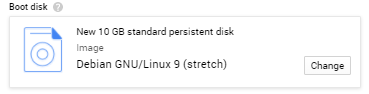 Boot disk ?
New 10 GB standard persistent disk
Image
Debian GNU/Linux 9 (stretch)
Change